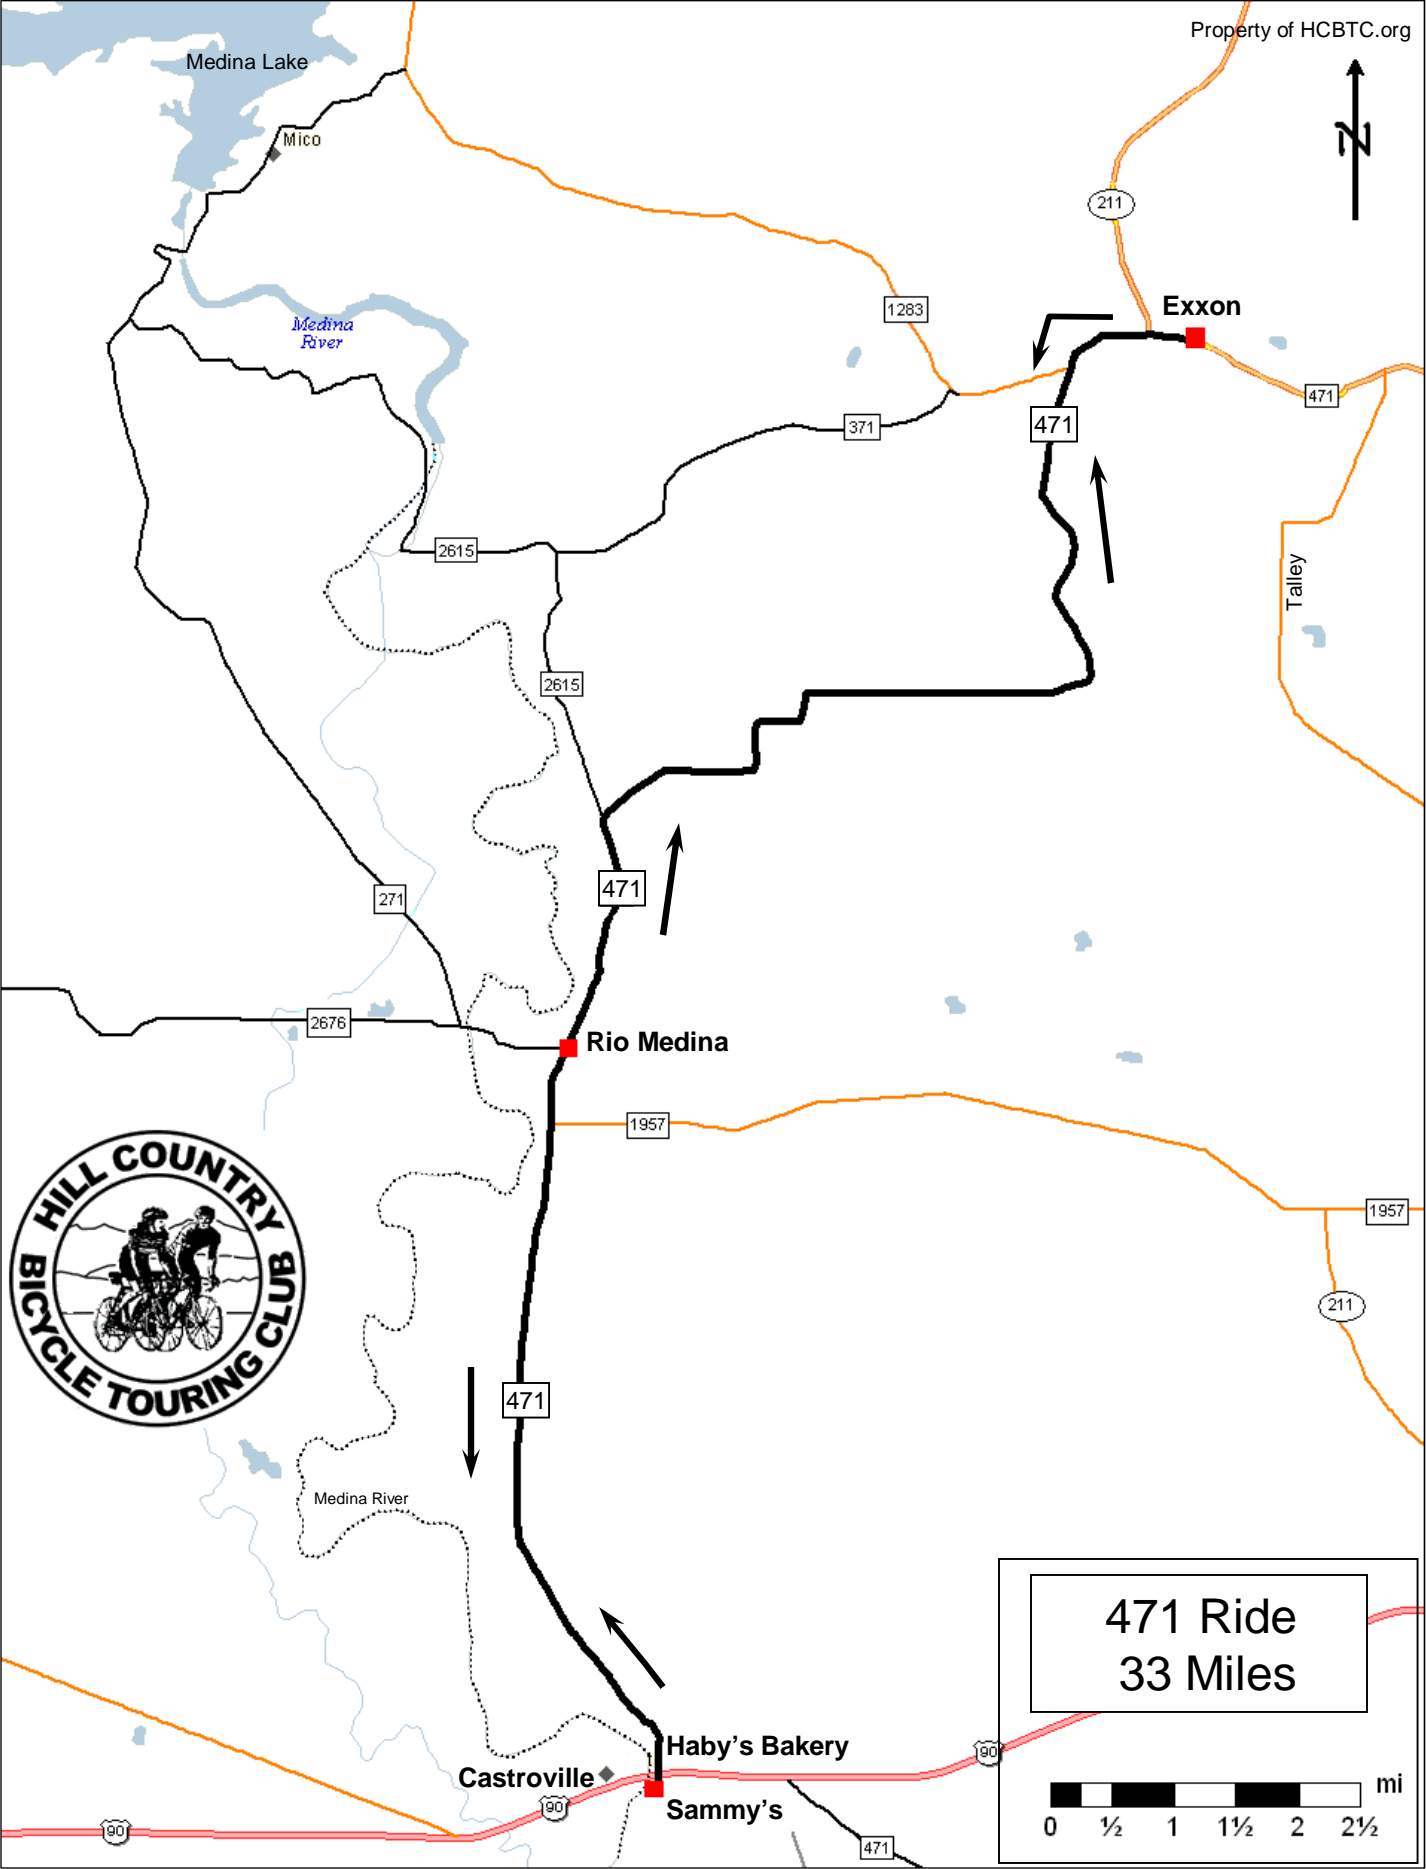 Property of HCBTC.org
Medina Lake
Mico
N
211
Exxon
1283
Medina
River
471
471
371
2615
Talley
2615
471
271
2676
Rio Medina
1957
HILL COUNTRY
BICYCLE TOURING CLUB
1957
211
471
Medina River
471 Ride
33 Miles
Haby's Bakery
90
Castroville
Sammy's
90
90
471
mi
0 ½ 1 1½ 2 2½